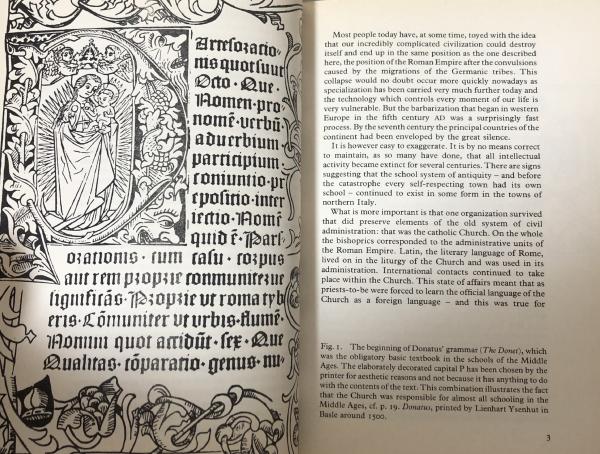 Artes oratio-
nis quot sunt
Octo · Que ·
Nomen · pro
nomē · verbū ·
aduerbium ·
participium ·
coniunctio · pr
epositio · inter
iectio · Nomē
quid ē · Pars
orationis · cum casu · corpus
aut rem proprie communiterue
significās · Proprie vt roma tyb
eris · Cōmuniter vt vrbs · flumē ·
Nomini quot accidūt · sex · Que
Qualitas · cōparatio · genus · nu-
Most people today have, at some time, toyed with the idea
that our incredibly complicated civilization could destroy
itself and end up in the same position as the one described
here, the position of the Roman Empire after the convulsions
caused by the migrations of the Germanic tribes. This
collapse would no doubt occur more quickly nowadays as
specialization has been carried very much further today and
the technology which controls every moment of our life is
very vulnerable. But the barbarization that began in western
Europe in the fifth century AD was a surprisingly fast
process. By the seventh century the principal countries of the
continent had been enveloped by the great silence.
It is however easy to exaggerate. It is by no means correct
to maintain, as so many have done, that all intellectual
activity became extinct for several centuries. There are signs
suggesting that the school system of antiquity – and before
the catastrophe every self-respecting town had its own
school – continued to exist in some form in the towns of
northern Italy.
What is more important is that one organization survived
that did preserve elements of the old system of civil
administration: that was the catholic Church. On the whole
the bishoprics corresponded to the administrative units of
the Roman Empire. Latin, the literary language of Rome,
lived on in the liturgy of the Church and was used in its
administration. International contacts continued to take
place within the Church. This state of affairs meant that as
priests-to-be were forced to learn the official language of the
Church as a foreign language – and this was true for
Fig. 1. The beginning of Donatus' grammar (The Donet), which
was the obligatory basic textbook in the schools of the Middle
Ages. The elaborately decorated capital P has been chosen by the
printer for aesthetic reasons and not because it has anything to do
with the contents of the text. This combination illustrates the fact
that the Church was responsible for almost all schooling in the
Middle Ages, cf. p. 19. Donatus, printed by Lienhart Ysenhut in
Basle around 1500.
3